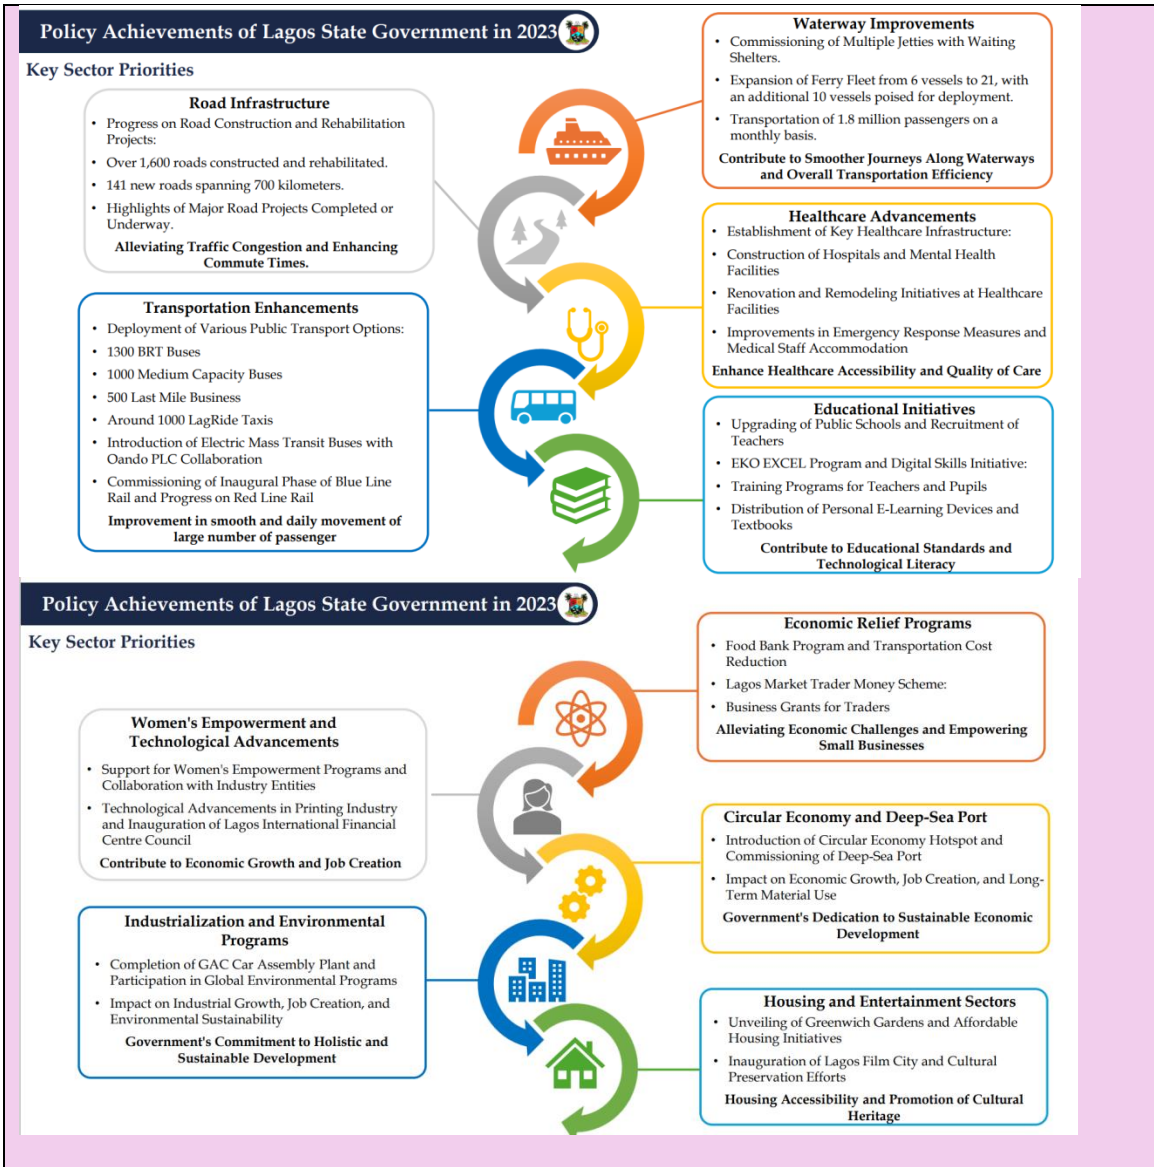 Policy Achievements of Lagos State Government in 2023
Key Sector Priorities
Road Infrastructure
• Progress on Road Construction and Rehabilitation
Projects:
• Over 1,600 roads constructed and rehabilitated.
• 141 new roads spanning 700 kilometers.
• Highlights of Major Road Projects Completed or
Underway.
Alleviating Traffic Congestion and Enhancing
Commute Times.
Transportation Enhancements
• Deployment of Various Public Transport Options:
• 1300 BRT Buses
• 1000 Medium Capacity Buses
• 500 Last Mile Business
• Around 1000 LagRide Taxis
• Introduction of Electric Mass Transit Buses with
Oando PLC Collaboration
• Commissioning of Inaugural Phase of Blue Line
Rail and Progress on Red Line Rail
Improvement in smooth and daily movement of
large number of passenger
Waterway Improvements
• Commissioning of Multiple Jetties with Waiting
Shelters.
• Expansion of Ferry Fleet from 6 vessels to 21, with
an additional 10 vessels poised for deployment.
• Transportation of 1.8 million passengers on a
monthly basis.
Contribute to Smoother Journeys Along Waterways
and Overall Transportation Efficiency
Healthcare Advancements
• Establishment of Key Healthcare Infrastructure:
• Construction of Hospitals and Mental Health
Facilities
• Renovation and Remodeling Initiatives at Healthcare
Facilities
• Improvements in Emergency Response Measures and
Medical Staff Accommodation
Enhance Healthcare Accessibility and Quality of Care
Educational Initiatives
• Upgrading of Public Schools and Recruitment of
Teachers
• EKO EXCEL Program and Digital Skills Initiative:
• Training Programs for Teachers and Pupils
• Distribution of Personal E-Learning Devices and
Textbooks
Contribute to Educational Standards and
Technological Literacy
Policy Achievements of Lagos State Government in 2023
Key Sector Priorities
Women's Empowerment and
Technological Advancements
• Support for Women's Empowerment Programs and
Collaboration with Industry Entities
• Technological Advancements in Printing Industry
and Inauguration of Lagos International Financial
Centre Council
Contribute to Economic Growth and Job Creation
Industrialization and Environmental
Programs
• Completion of GAC Car Assembly Plant and
Participation in Global Environmental Programs
• Impact on Industrial Growth, Job Creation, and
Environmental Sustainability
Government's Commitment to Holistic and
Sustainable Development
Economic Relief Programs
• Food Bank Program and Transportation Cost
Reduction
• Lagos Market Trader Money Scheme:
• Business Grants for Traders
Alleviating Economic Challenges and Empowering
Small Businesses
Circular Economy and Deep-Sea Port
• Introduction of Circular Economy Hotspot and
Commissioning of Deep-Sea Port
• Impact on Economic Growth, Job Creation, and Long-
Term Material Use
Government's Dedication to Sustainable Economic
Development
Housing and Entertainment Sectors
• Unveiling of Greenwich Gardens and Affordable
Housing Initiatives
• Inauguration of Lagos Film City and Cultural
Preservation Efforts
Housing Accessibility and Promotion of Cultural
Heritage